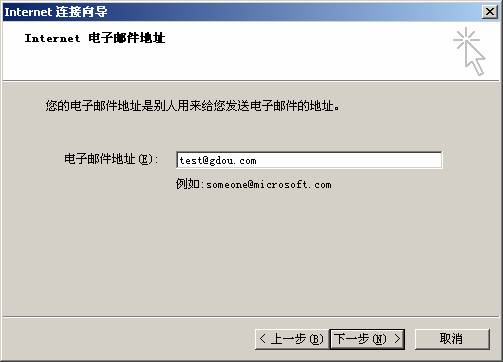 Internet 连接向导
Internet 电子邮件地址
您的电子邮件地址是别人用来给您发送电子邮件的地址。
电子邮件地址(E): test@gdou.com
例如:someone@microsoft.com
< 上一步(B) 下一步(N) > 取消